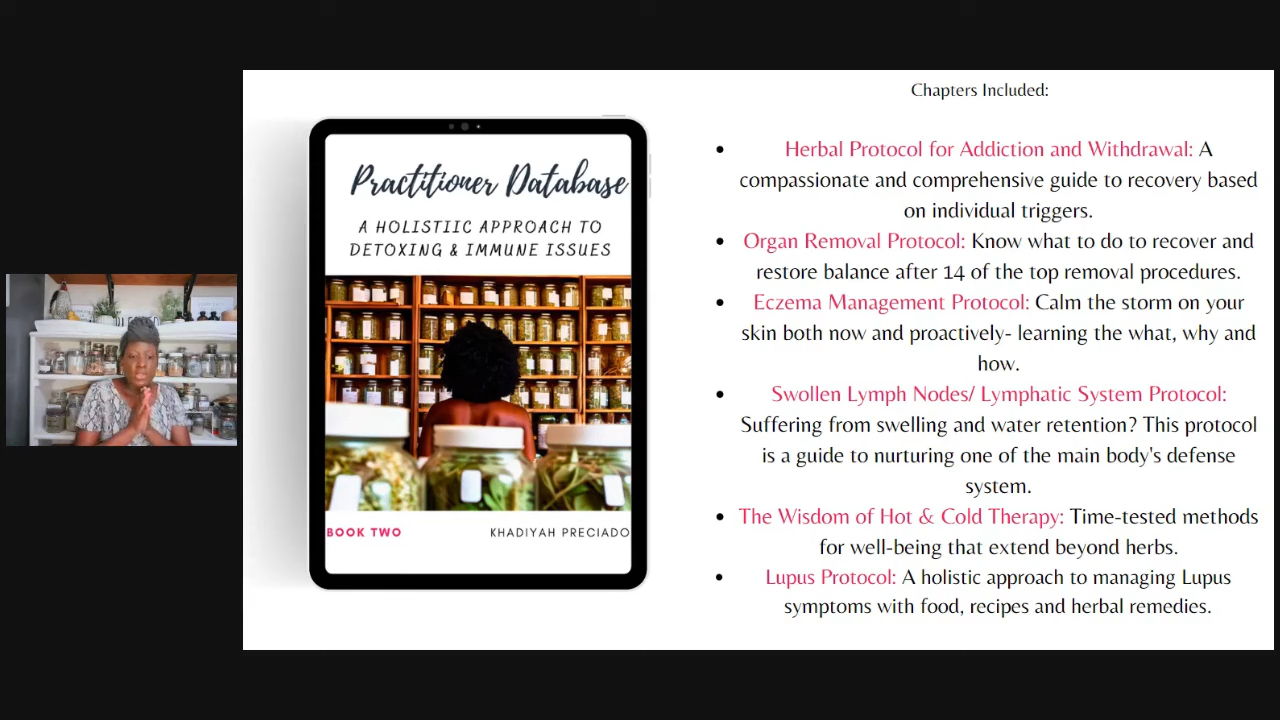 Practitioner Database
A HOLISTIIC APPROACH TO
DETOXING & IMMUNE ISSUES
BOOK TWO
KHADIYAH PRECIADO
Chapters Included:
Herbal Protocol for Addiction and Withdrawal: A
compassionate and comprehensive guide to recovery based
on individual triggers.
Organ Removal Protocol: Know what to do to recover and
restore balance after 14 of the top removal procedures.
Eczema Management Protocol: Calm the storm on your
skin both now and proactively- learning the what, why and
how.
Swollen Lymph Nodes/ Lymphatic System Protocol:
Suffering from swelling and water retention? This protocol
is a guide to nurturing one of the main body's defense
system.
The Wisdom of Hot & Cold Therapy: Time-tested methods
for well-being that extend beyond herbs.
Lupus Protocol: A holistic approach to managing Lupus
symptoms with food, recipes and herbal remedies.